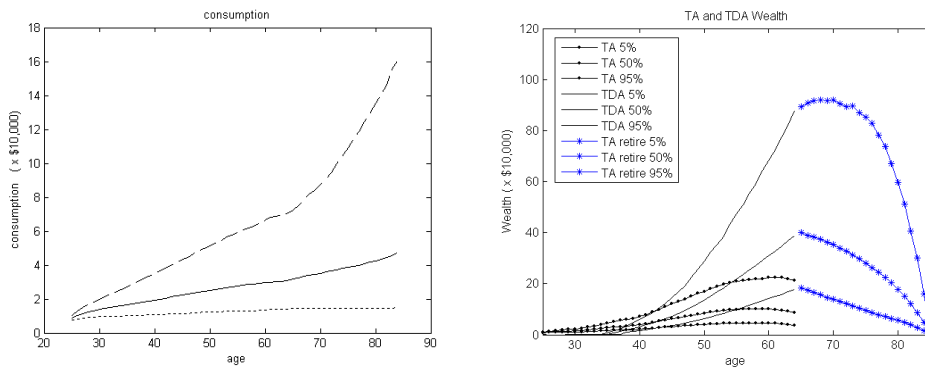 consumption
18
16
14
12
10
8
6
4
2
0
20
30
40
50
60
70
80
90
age
consumption ( x $10,000)
TA and TDA Wealth
120
100
80
60
40
20
0
30
40
50
60
70
80
age
Wealth ( x $10,000)
TA 5%
TA 50%
TA 95%
TDA 5%
TDA 50%
TDA 95%
TA retire 5%
TA retire 50%
TA retire 95%